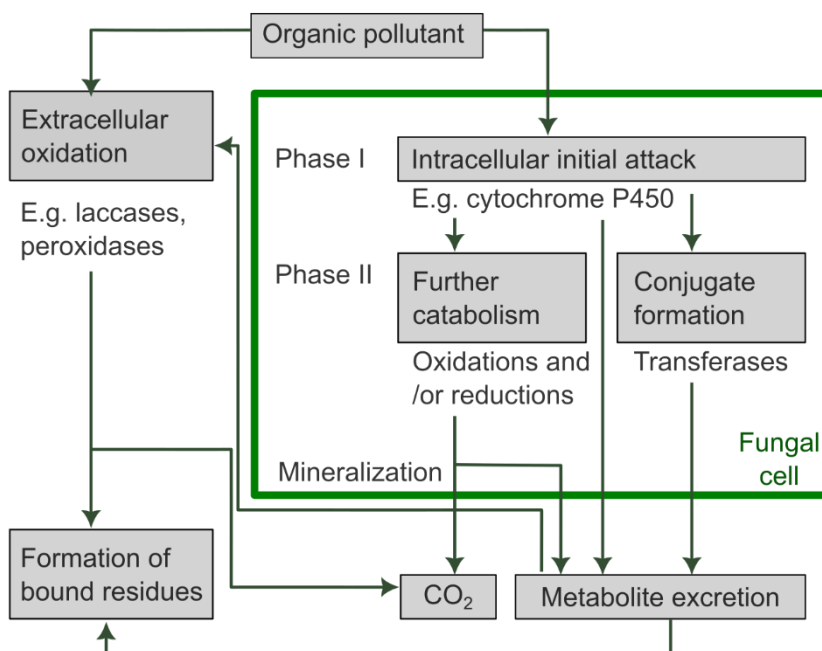 Organic pollutant
Extracellular
oxidation
E.g. laccases,
peroxidases
Phase I
Intracellular initial attack
E.g. cytochrome P450
Phase II
Further
catabolism
Conjugate
formation
Oxidations and
/or reductions
Transferases
Mineralization
Fungal
cell
Formation of
bound residues
CO₂
Metabolite excretion